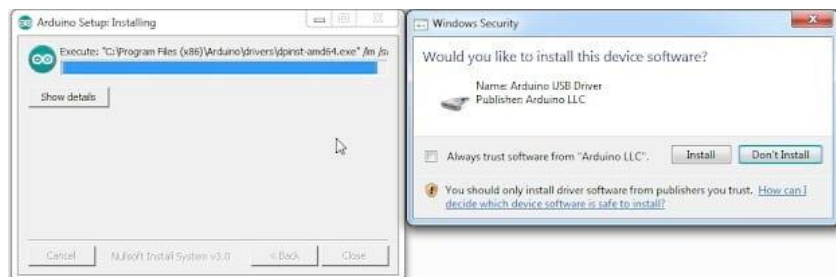 Arduino Setup: Installing
Execute: "C:\Program Files (x86)\Arduino\drivers\dpinst-amd64.exe" /lm /s
Show details
Cancel
Nullsoft Install System v3.0
< Back
Close
Windows Security
Would you like to install this device software?
Name: Arduino USB Driver
Publisher: Arduino LLC
Always trust software from "Arduino LLC".
Install
Don't Install
You should only install driver software from publishers you trust. How can I
decide which device software is safe to install?